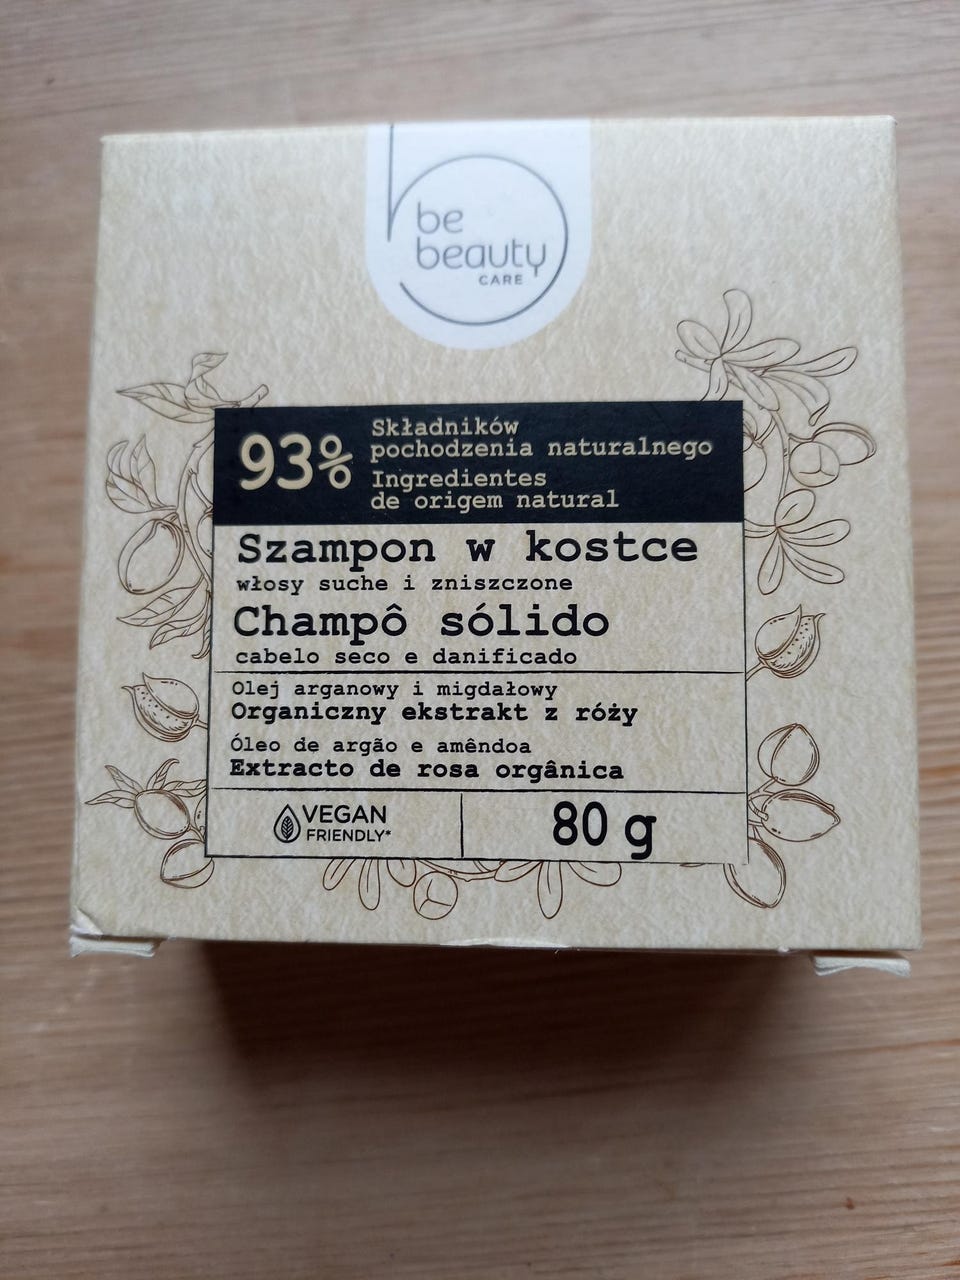 be
beauty
CARE
93%
Składników
pochodzenia naturalnego
Ingredientes
de origem natural
Szampon w kostce
włosy suche i zniszczone
Champô sólido
cabelo seco e danificado
Olej arganowy i migdałowy
Organiczny ekstrakt z róży
Óleo de argão e amêndoa
Extracto de rosa orgânica
VEGAN
FRIENDLY*
80 g